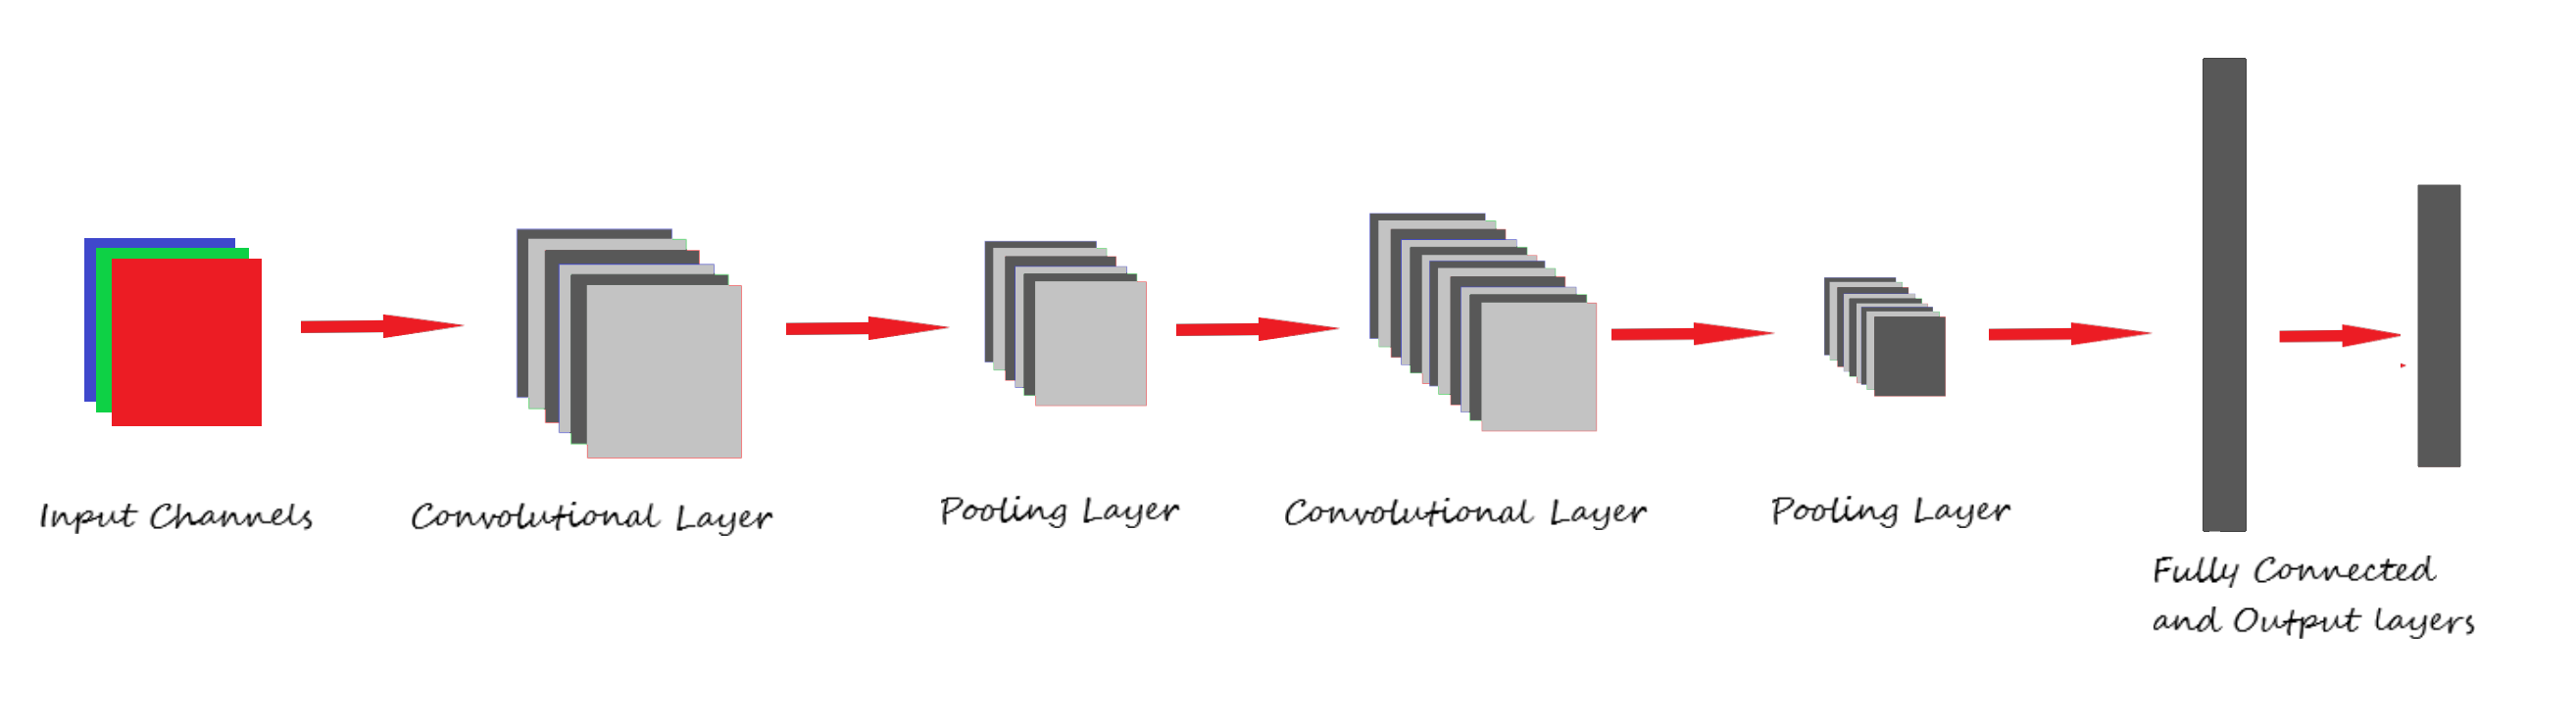 Input Channels
Convolutional Layer
Pooling Layer
Convolutional Layer
Pooling Layer
Fully Connected
and Output layers